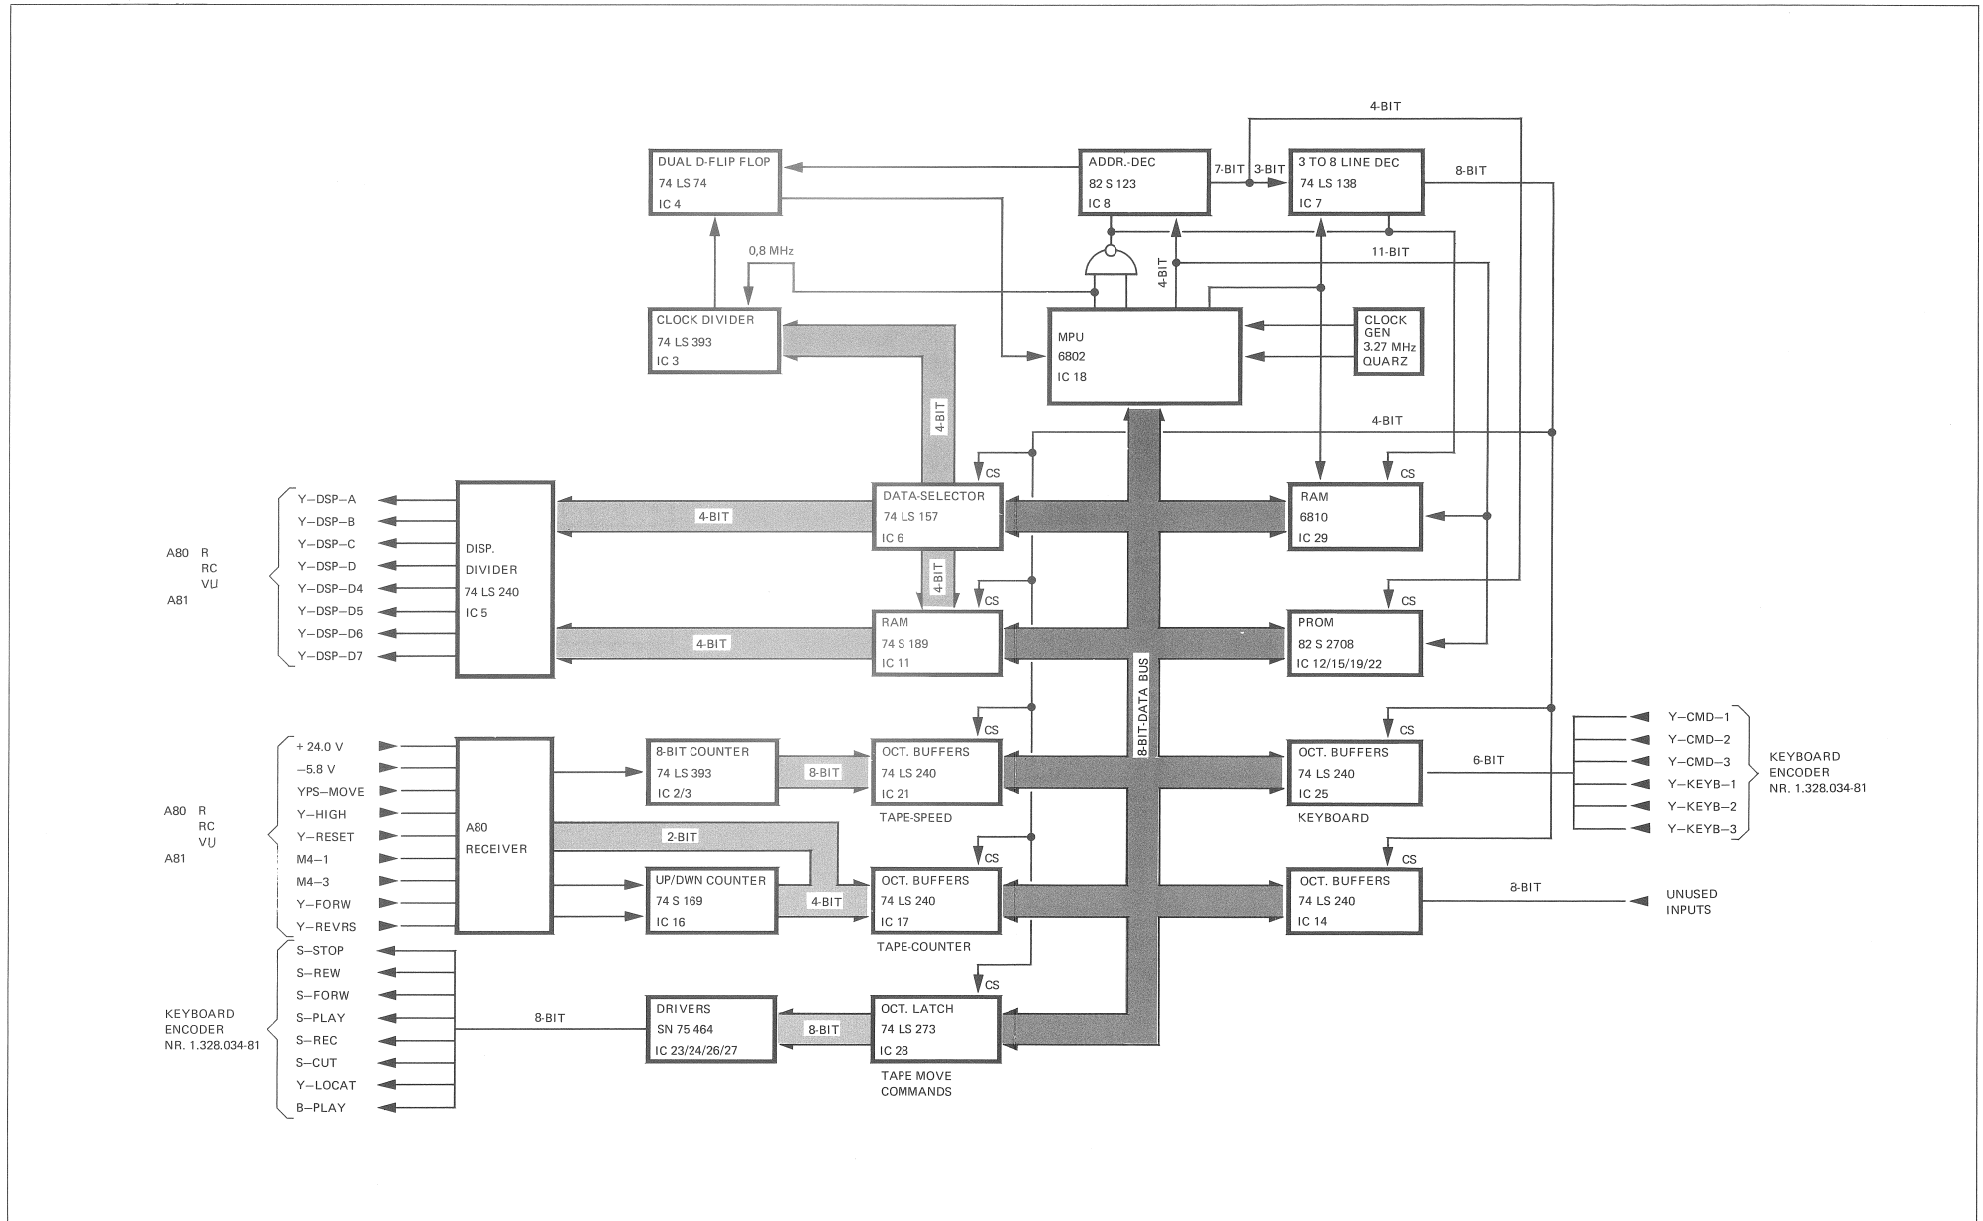 4-BIT
DUAL D-FLIP FLOP
74 LS 74
IC 4
ADDR.-DEC
82 S 123
IC 8
7-BIT
3-BIT
3 TO 8 LINE DEC
74 LS 138
IC 7
8-BIT
0,8 MHz
4-BIT
11-BIT
CLOCK DIVIDER
74 LS 393
IC 3
MPU
6802
IC 18
CLOCK
GEN
3.27 MHz
QUARZ
4-BIT
4-BIT
CS
CS
DATA-SELECTOR
74 LS 157
IC 6
RAM
6810
IC 29
4-BIT
A80 R
RC
VU
A81
Y-DSP-A
Y-DSP-B
Y-DSP-C
Y-DSP-D
Y-DSP-D4
Y-DSP-D5
Y-DSP-D6
Y-DSP-D7
DISP.
DIVIDER
74 LS 240
IC 5
4-BIT
CS
CS
RAM
74 S 189
IC 11
4-BIT
PROM
82 S 2708
IC 12/15/19/22
8-BIT-DATA BUS
CS
CS
A80 R
RC
VU
A81
+ 24.0 V
-5.8 V
YPS-MOVE
Y-HIGH
Y-RESET
M4-1
M4-3
Y-FORW
Y-REVRS
A80
RECEIVER
8-BIT COUNTER
74 LS 393
IC 2/3
8-BIT
OCT. BUFFERS
74 LS 240
IC 21
TAPE-SPEED
OCT. BUFFERS
74 LS 240
IC 25
KEYBOARD
6-BIT
Y-CMD-1
Y-CMD-2
Y-CMD-3
Y-KEYB-1
Y-KEYB-2
Y-KEYB-3
KEYBOARD
ENCODER
NR. 1.328.034-81
2-BIT
CS
CS
UP/DWN COUNTER
74 S 169
IC 16
4-BIT
OCT. BUFFERS
74 LS 240
IC 17
TAPE-COUNTER
OCT. BUFFERS
74 LS 240
IC 14
8-BIT
UNUSED
INPUTS
KEYBOARD
ENCODER
NR. 1.328.034-81
S-STOP
S-REW
S-FORW
S-PLAY
S-REC
S-CUT
Y-LOCAT
B-PLAY
8-BIT
DRIVERS
SN 75 464
IC 23/24/26/27
8-BIT
CS
OCT. LATCH
74 LS 273
IC 28
TAPE MOVE
COMMANDS